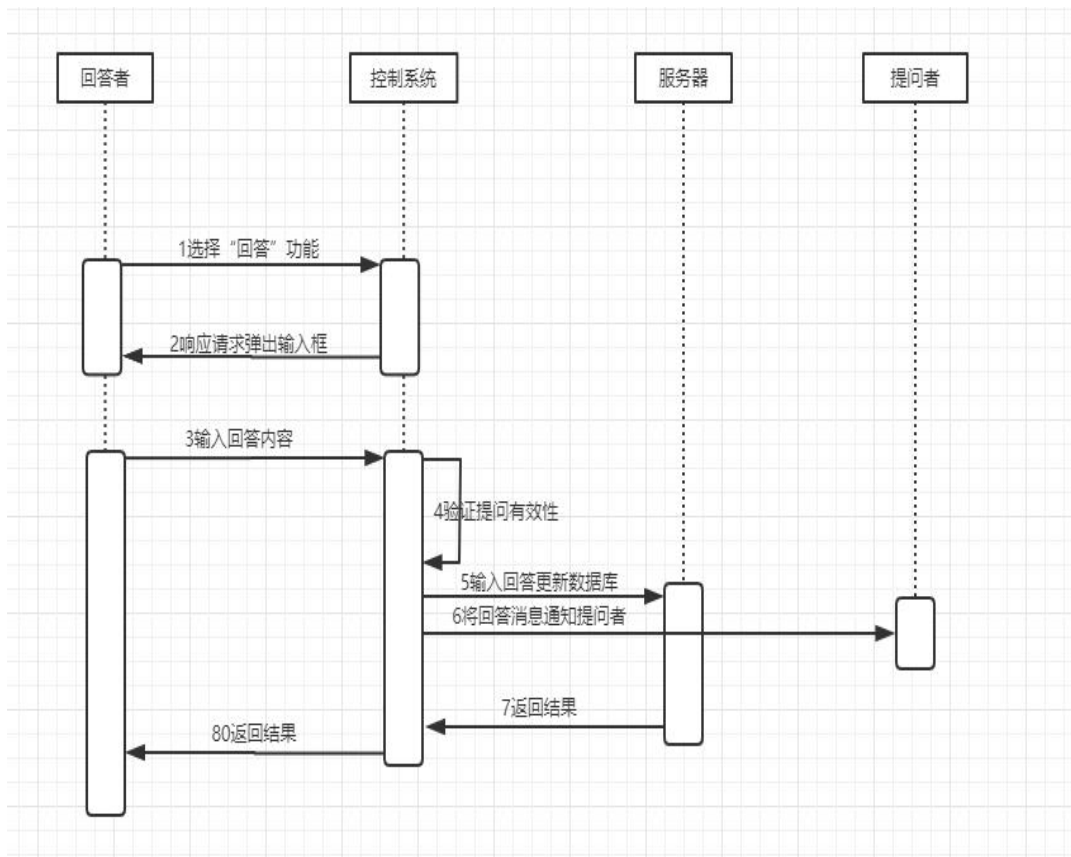 回答者
控制系统
服务器
提问者
1选择“回答”功能
2响应请求弹出输入框
3输入回答内容
4验证提问有效性
5输入回答更新数据库
6将回答消息通知提问者
7返回结果
80返回结果